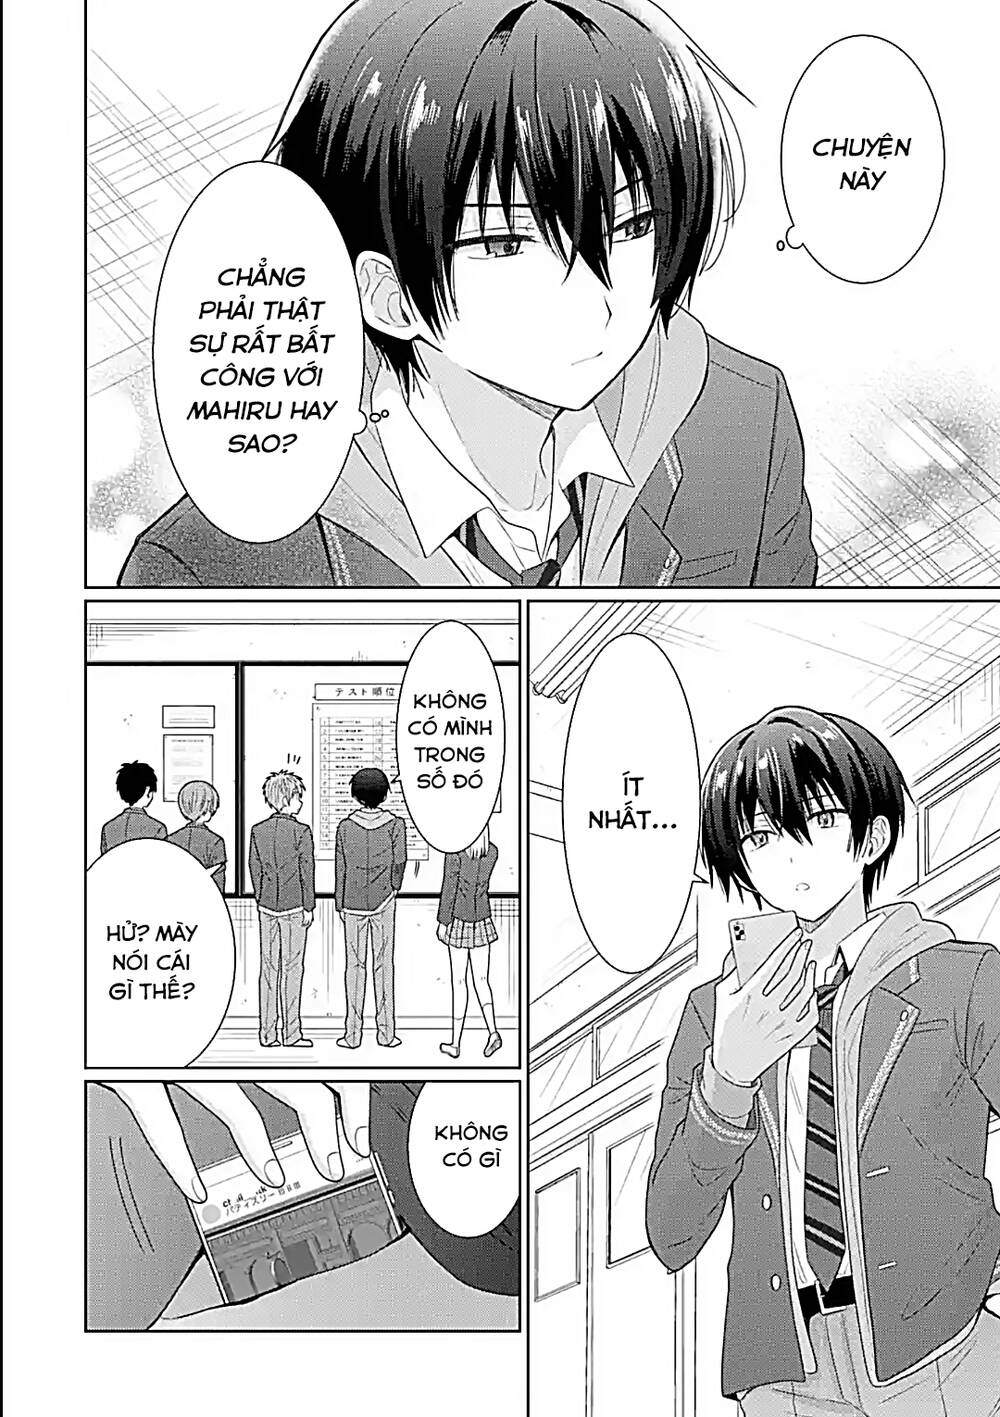 CHUYỆN
NÀY
CHẲNG
PHẢI THẬT
SỰ RẤT BẤT
CÔNG VỚI
MAHIRU HAY
SAO?
テスト順位
KHÔNG
CÓ MÌNH
TRONG
SỐ ĐÓ
HỬ? MÀY
NÓI CÁI
GÌ THẾ?
ÍT
NHẤT...
パティスリー
KHÔNG
CÓ GÌ